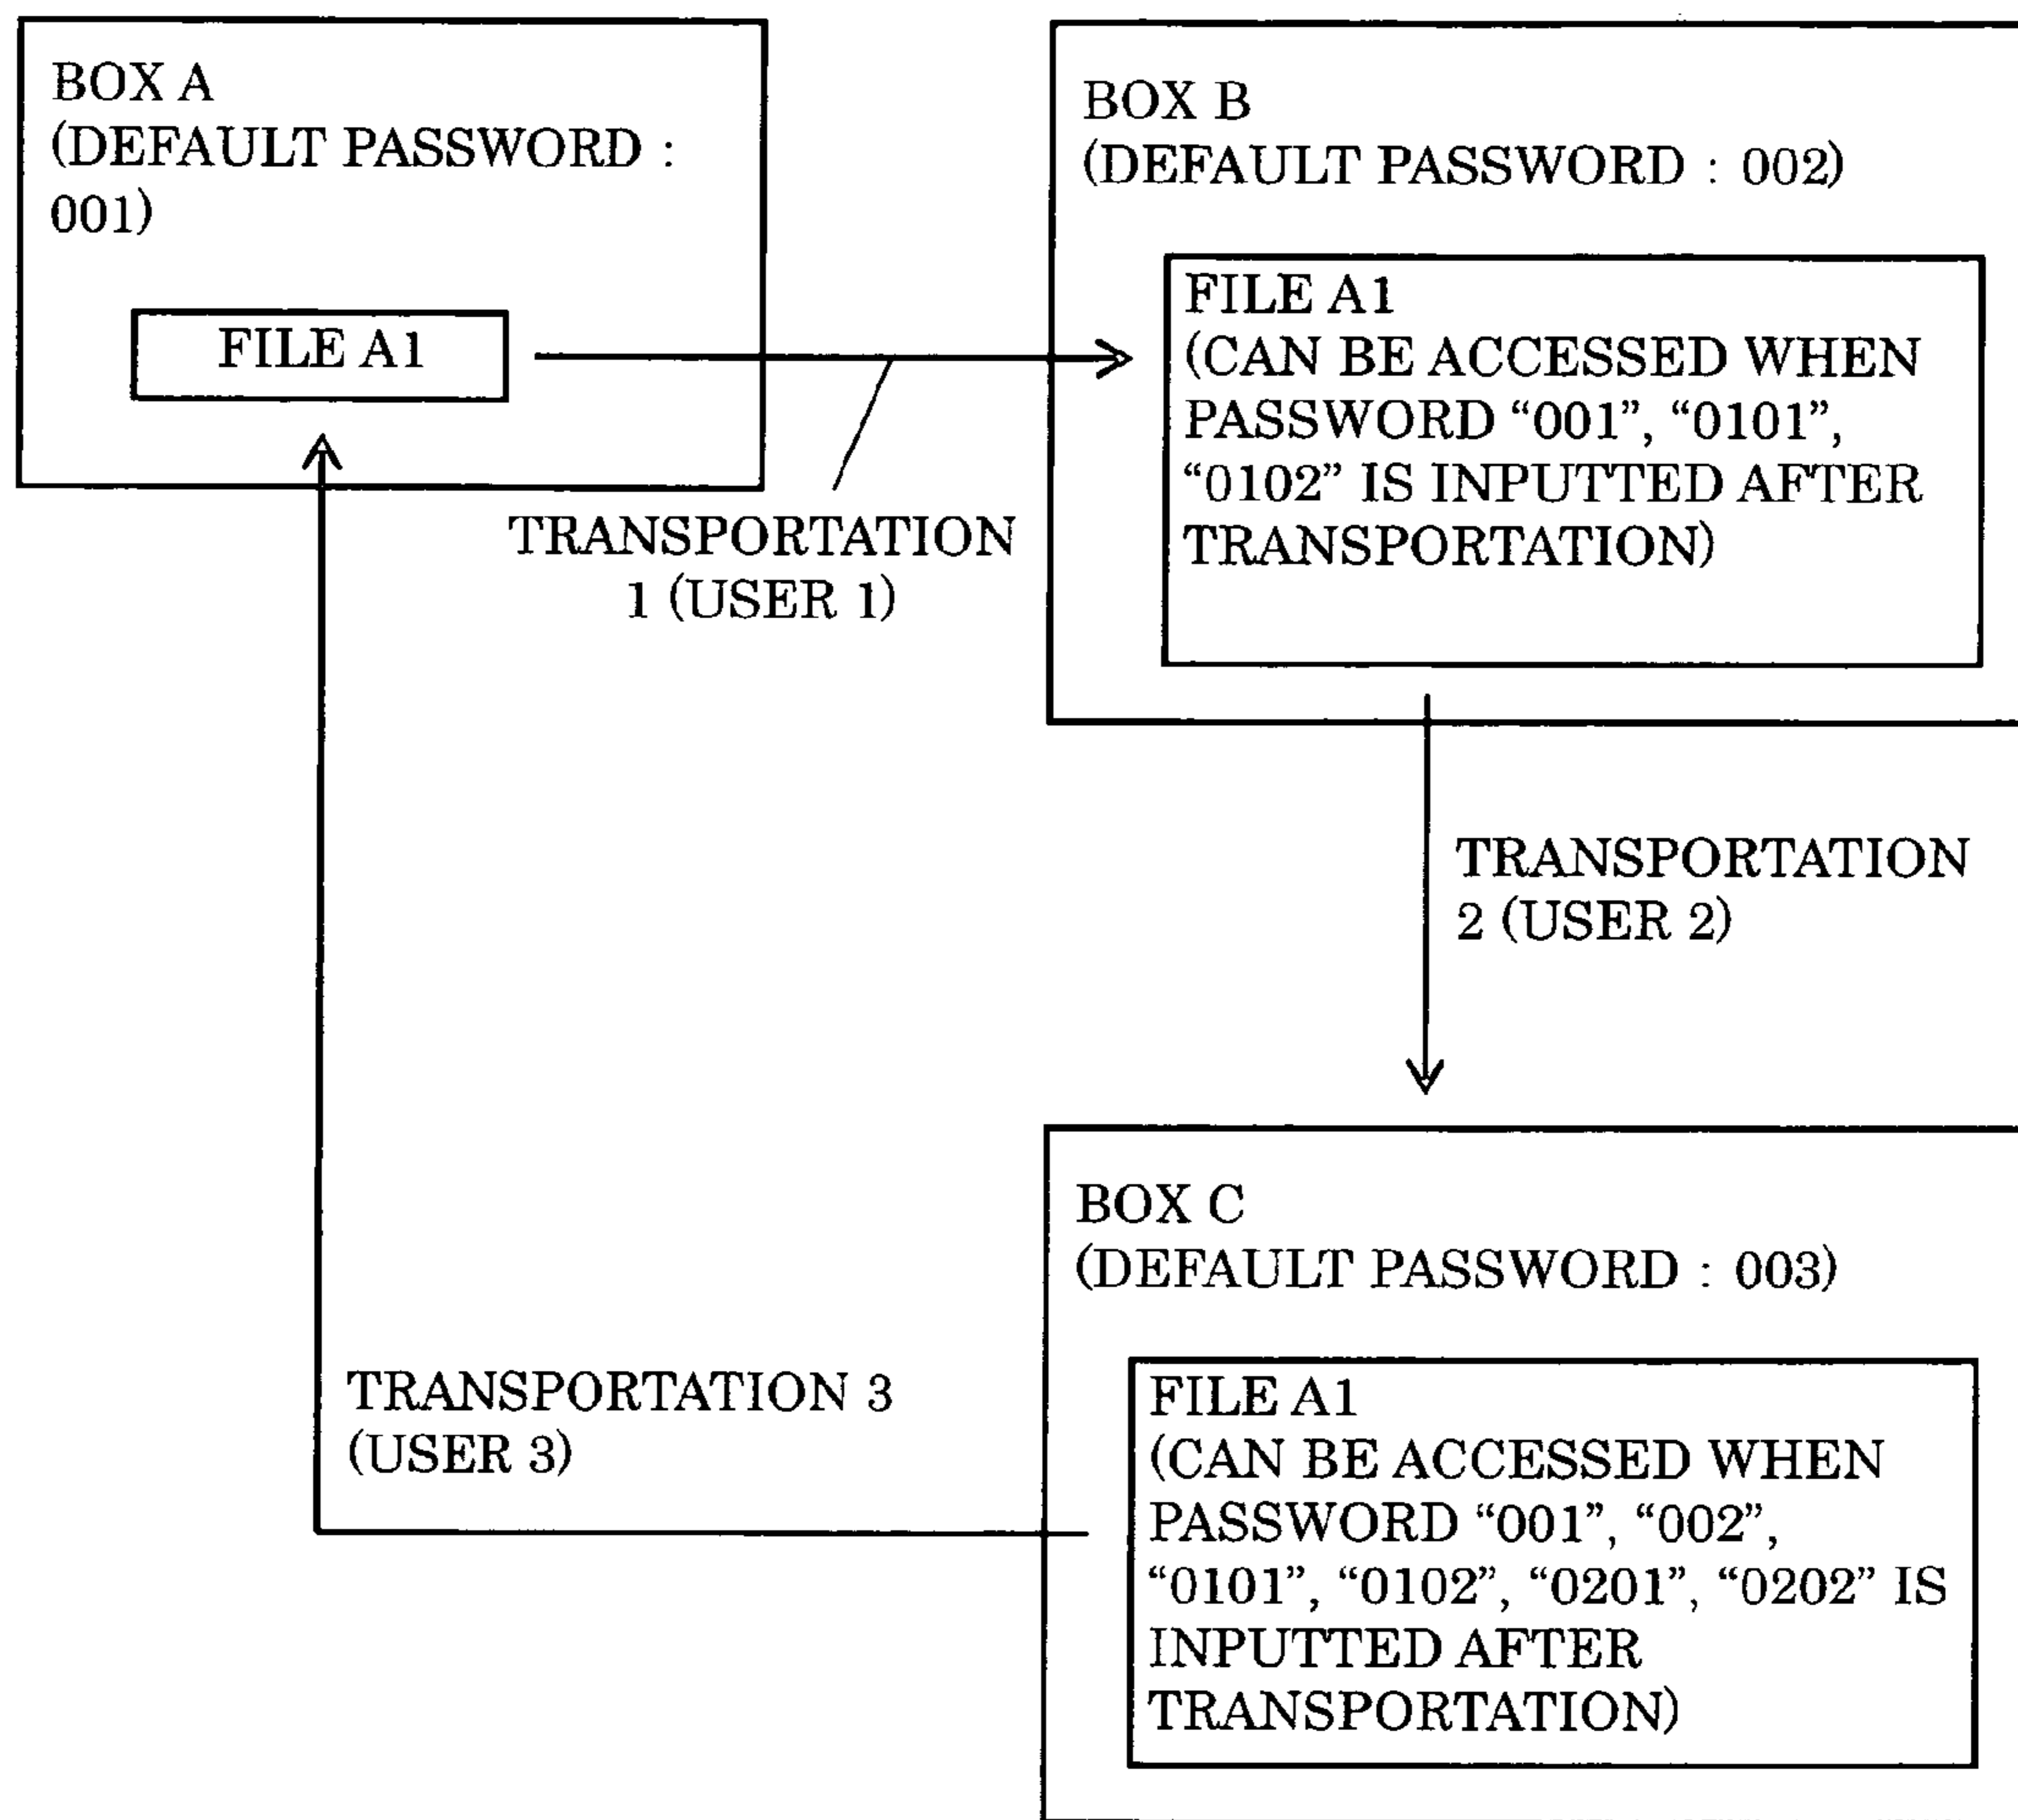 BOX A
(DEFAULT PASSWORD :
001)
FILE A1
TRANSPORTATION
1 (USER 1)
BOX B
(DEFAULT PASSWORD : 002)
FILE A1
(CAN BE ACCESSED WHEN
PASSWORD “001”, “0101”,
“0102” IS INPUTTED AFTER
TRANSPORTATION)
TRANSPORTATION
2 (USER 2)
BOX C
(DEFAULT PASSWORD : 003)
FILE A1
(CAN BE ACCESSED WHEN
PASSWORD “001”, “002”,
“0101”, “0102”, “0201”, “0202” IS
INPUTTED AFTER
TRANSPORTATION)
TRANSPORTATION 3
(USER 3)